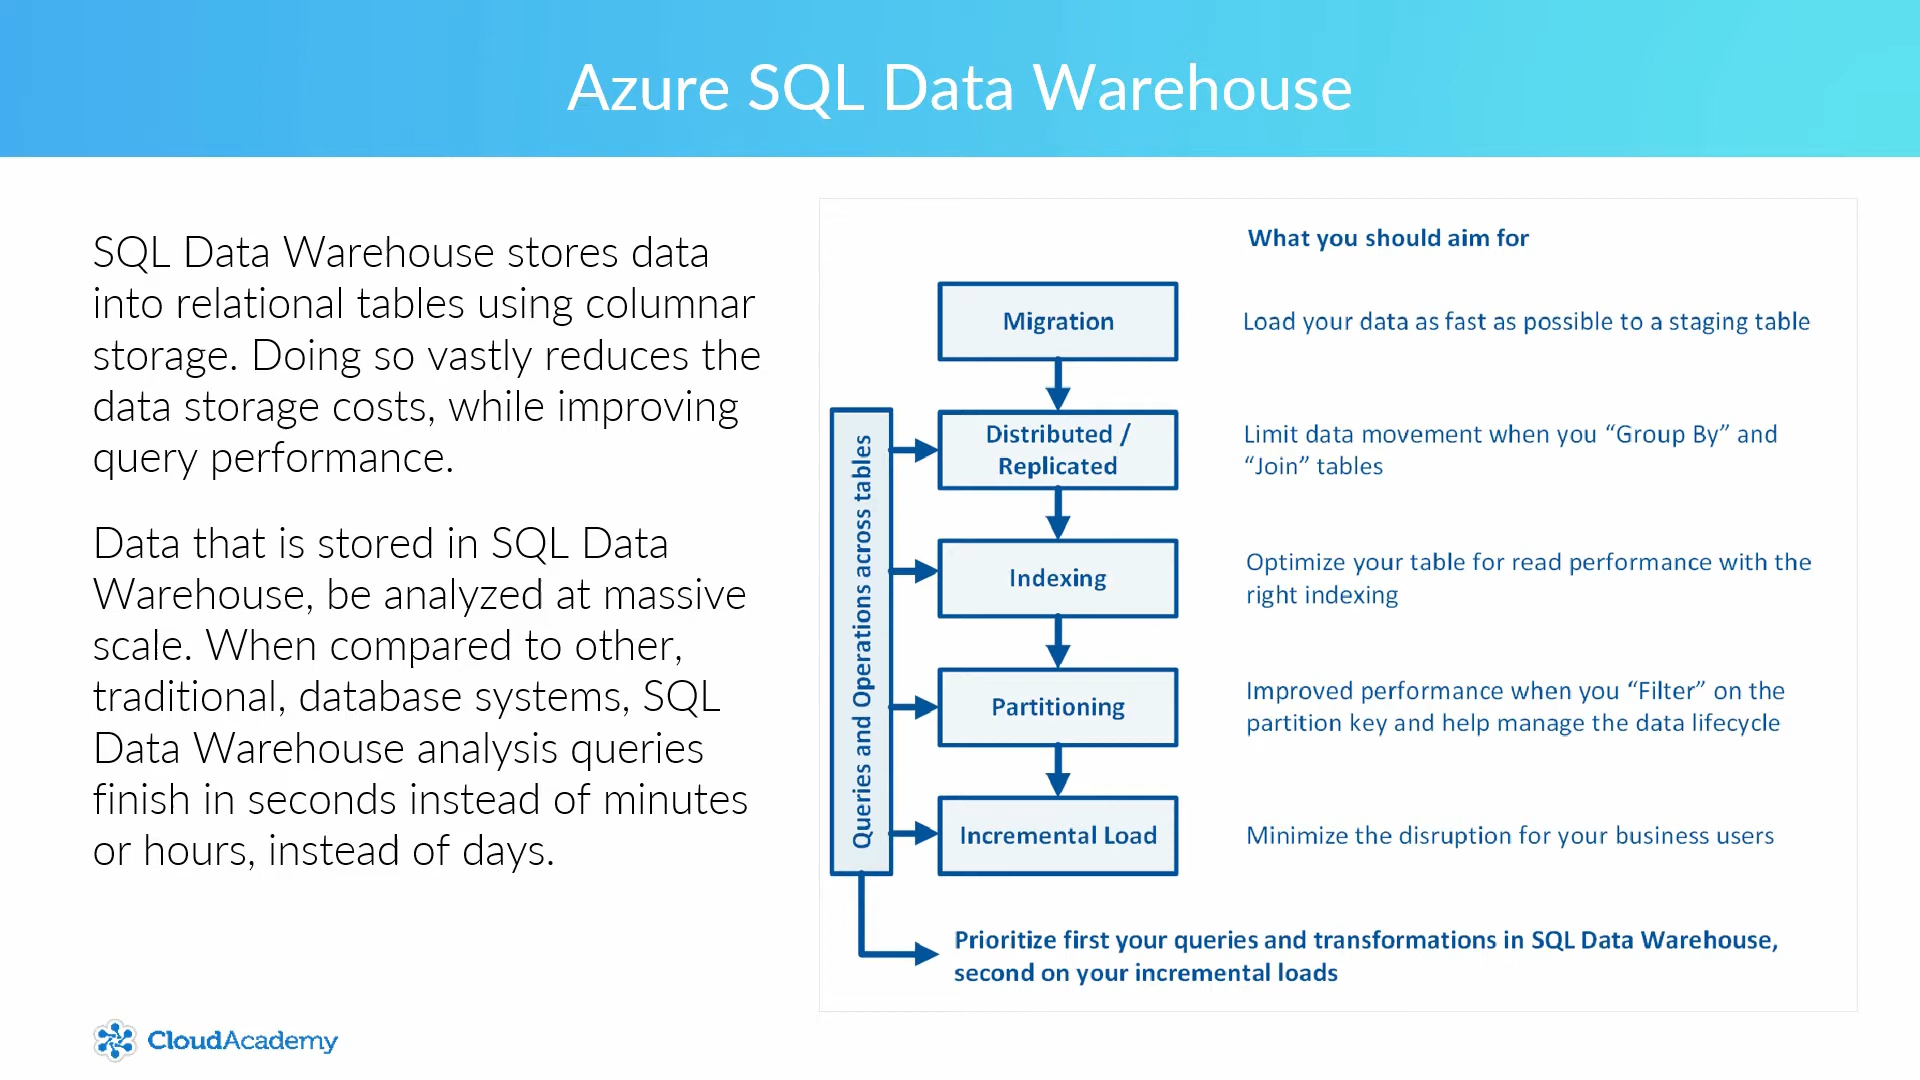 Azure SQL Data Warehouse
SQL Data Warehouse stores data
into relational tables using columnar
storage. Doing so vastly reduces the
data storage costs, while improving
query performance.
Data that is stored in SQL Data
Warehouse, be analyzed at massive
scale. When compared to other,
traditional, database systems, SQL
Data Warehouse analysis queries
finish in seconds instead of minutes
or hours, instead of days.
What you should aim for
Migration
Load your data as fast as possible to a staging table
Queries and Operations across tables
Distributed /
Replicated
Limit data movement when you “Group By” and
“Join” tables
Indexing
Optimize your table for read performance with the
right indexing
Partitioning
Improved performance when you “Filter” on the
partition key and help manage the data lifecycle
Incremental Load
Minimize the disruption for your business users
Prioritize first your queries and transformations in SQL Data Warehouse,
second on your incremental loads
CloudAcademy